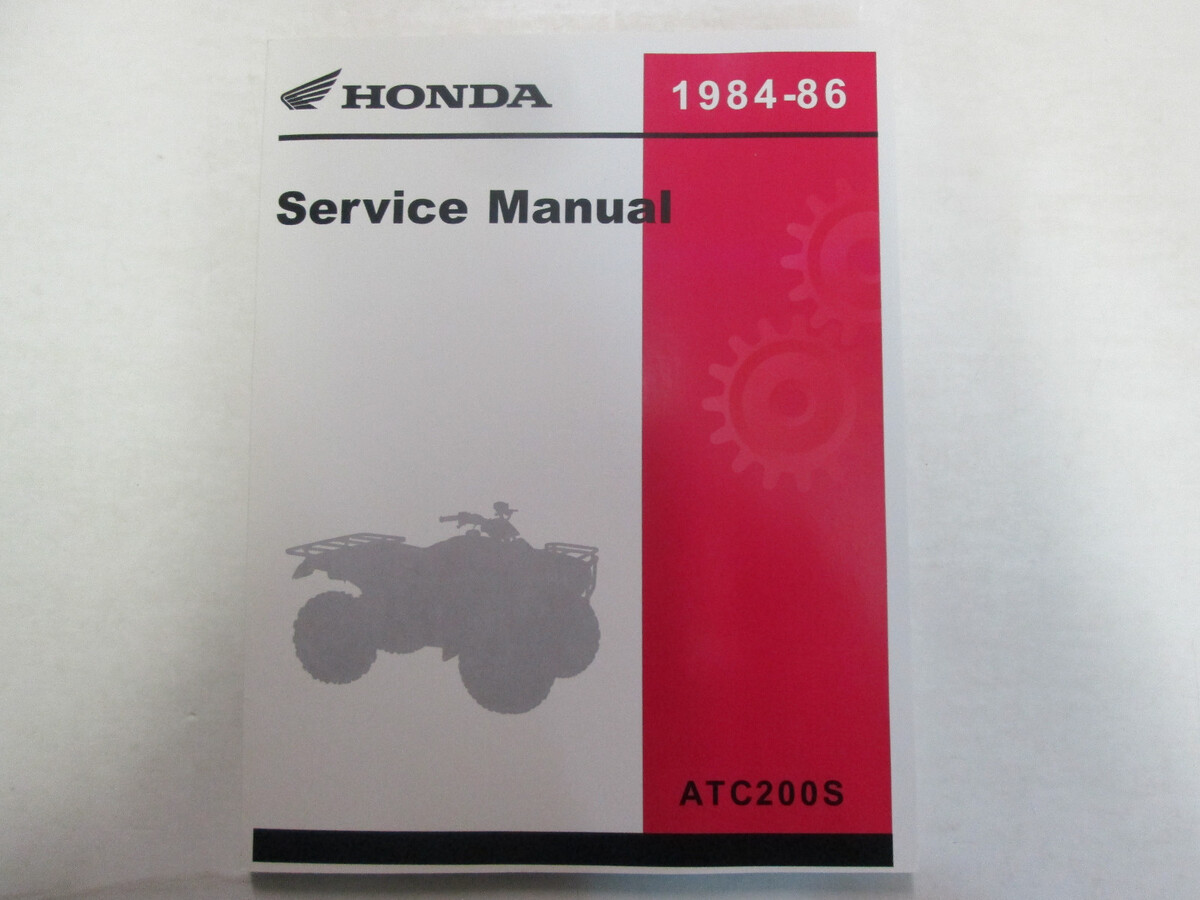 HONDA
1984-86
Service Manual
ATC200S